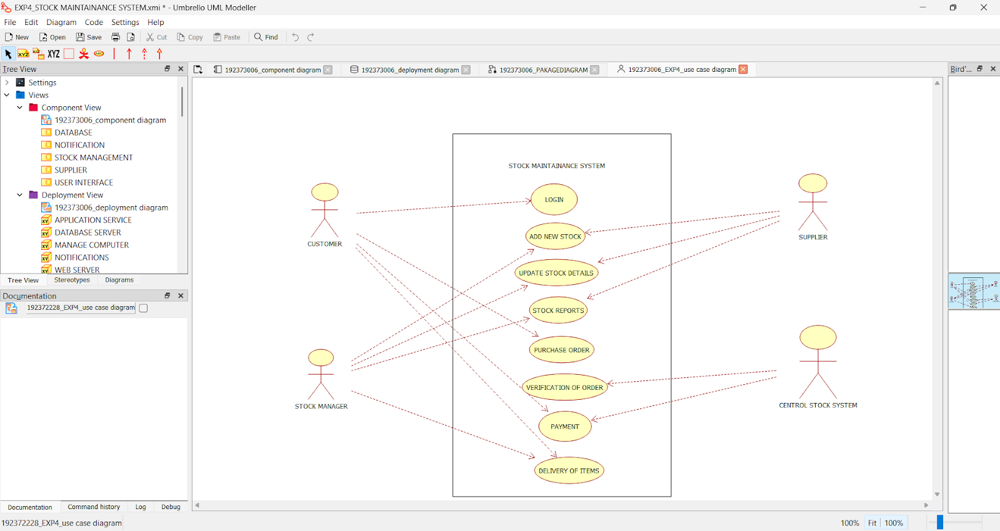 EXP4_STOCK MAINTAINANCE SYSTEM.xmi * - Umbrello UML Modeller
File Edit Diagram Code Settings Help
New Open Save Cut Copy Paste Find
XYZ XYZ XYZ ABC
Tree View
Settings
Views
Component View
192373006_component diagram
DATABASE
NOTIFICATION
STOCK MANAGEMENT
SUPPLIER
USER INTERFACE
Deployment View
192373006_deployment diagram
APPLICATION SERVICE
DATABASE SERVER
MANAGE COMPUTER
NOTIFICATIONS
WEB SERVER
Tree View Stereotypes Diagrams
Documentation
192372228_EXP4_use case diagram
Documentation Command history Log Debug
192372228_EXP4_use case diagram
192373006_component diagram 192373006_deployment diagram 192373006_PAKAGEDIAGRAM 192373006_EXP4_use case diagram
Bird'...
STOCK MAINTAINANCE SYSTEM
LOGIN
ADD NEW STOCK
UPDATE STOCK DETAILS
STOCK REPORTS
PURCHASE ORDER
VERIFICATION OF ORDER
PAYMENT
DELIVERY OF ITEMS
CUSTOMER
STOCK MANAGER
SUPPLIER
CENTROL STOCK SYSTEM
100% Fit 100%